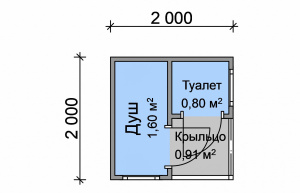 2 000
2 000
Душ
1,60 м²
Туалет
0,80 м²
Крыльцо
0,91 м²